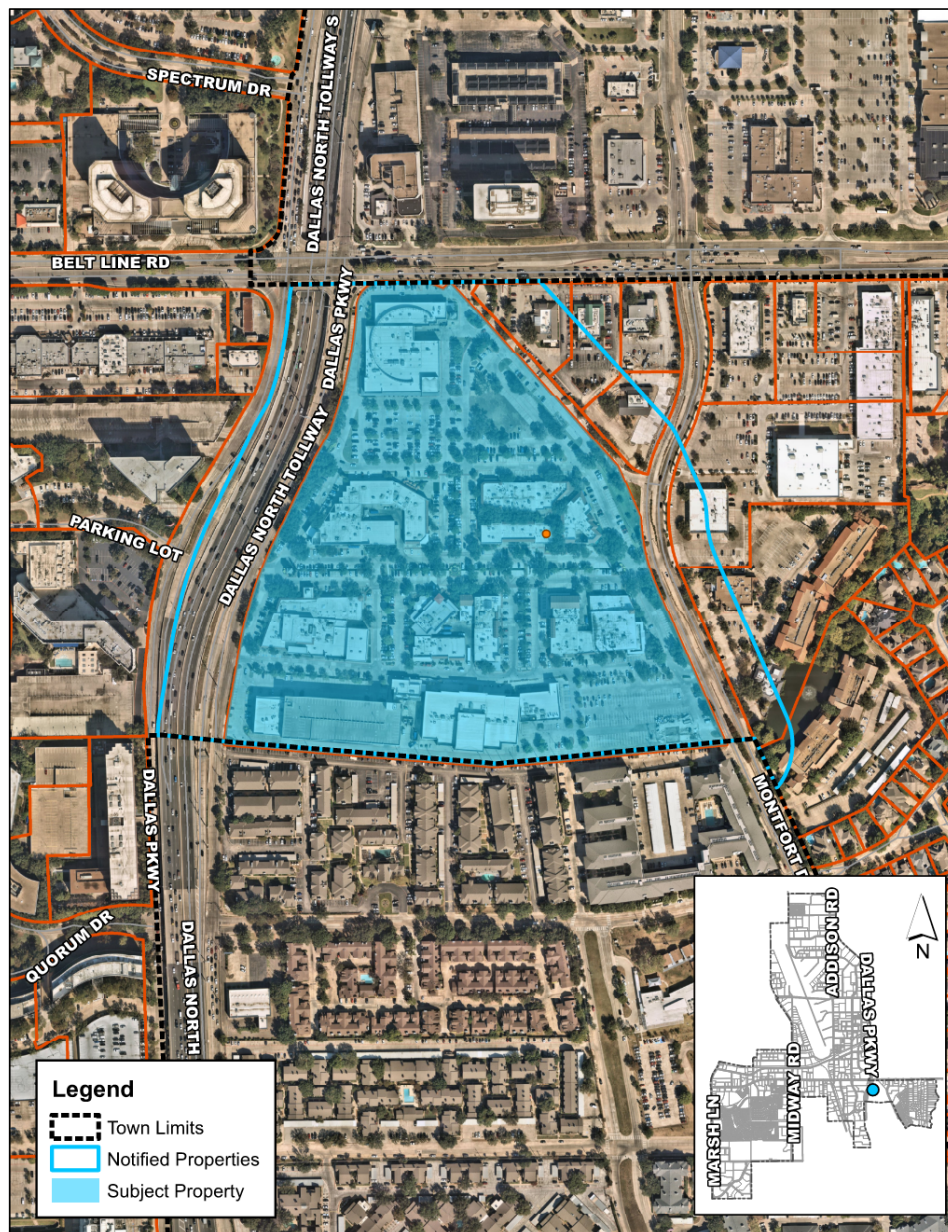 SPECTRUM DR
DALLAS NORTH TOLLWAY S
BELT LINE RD
DALLAS PKWY
DALLAS NORTH TOLLWAY
PARKING LOT
DALLAS PKWY
MONTFORT
QUORUM DR
DALLAS NORTH
Legend
Town Limits
Notified Properties
Subject Property
ADDISON RD
DALLAS PKWY
MIDWAY RD
MARSH LN
N